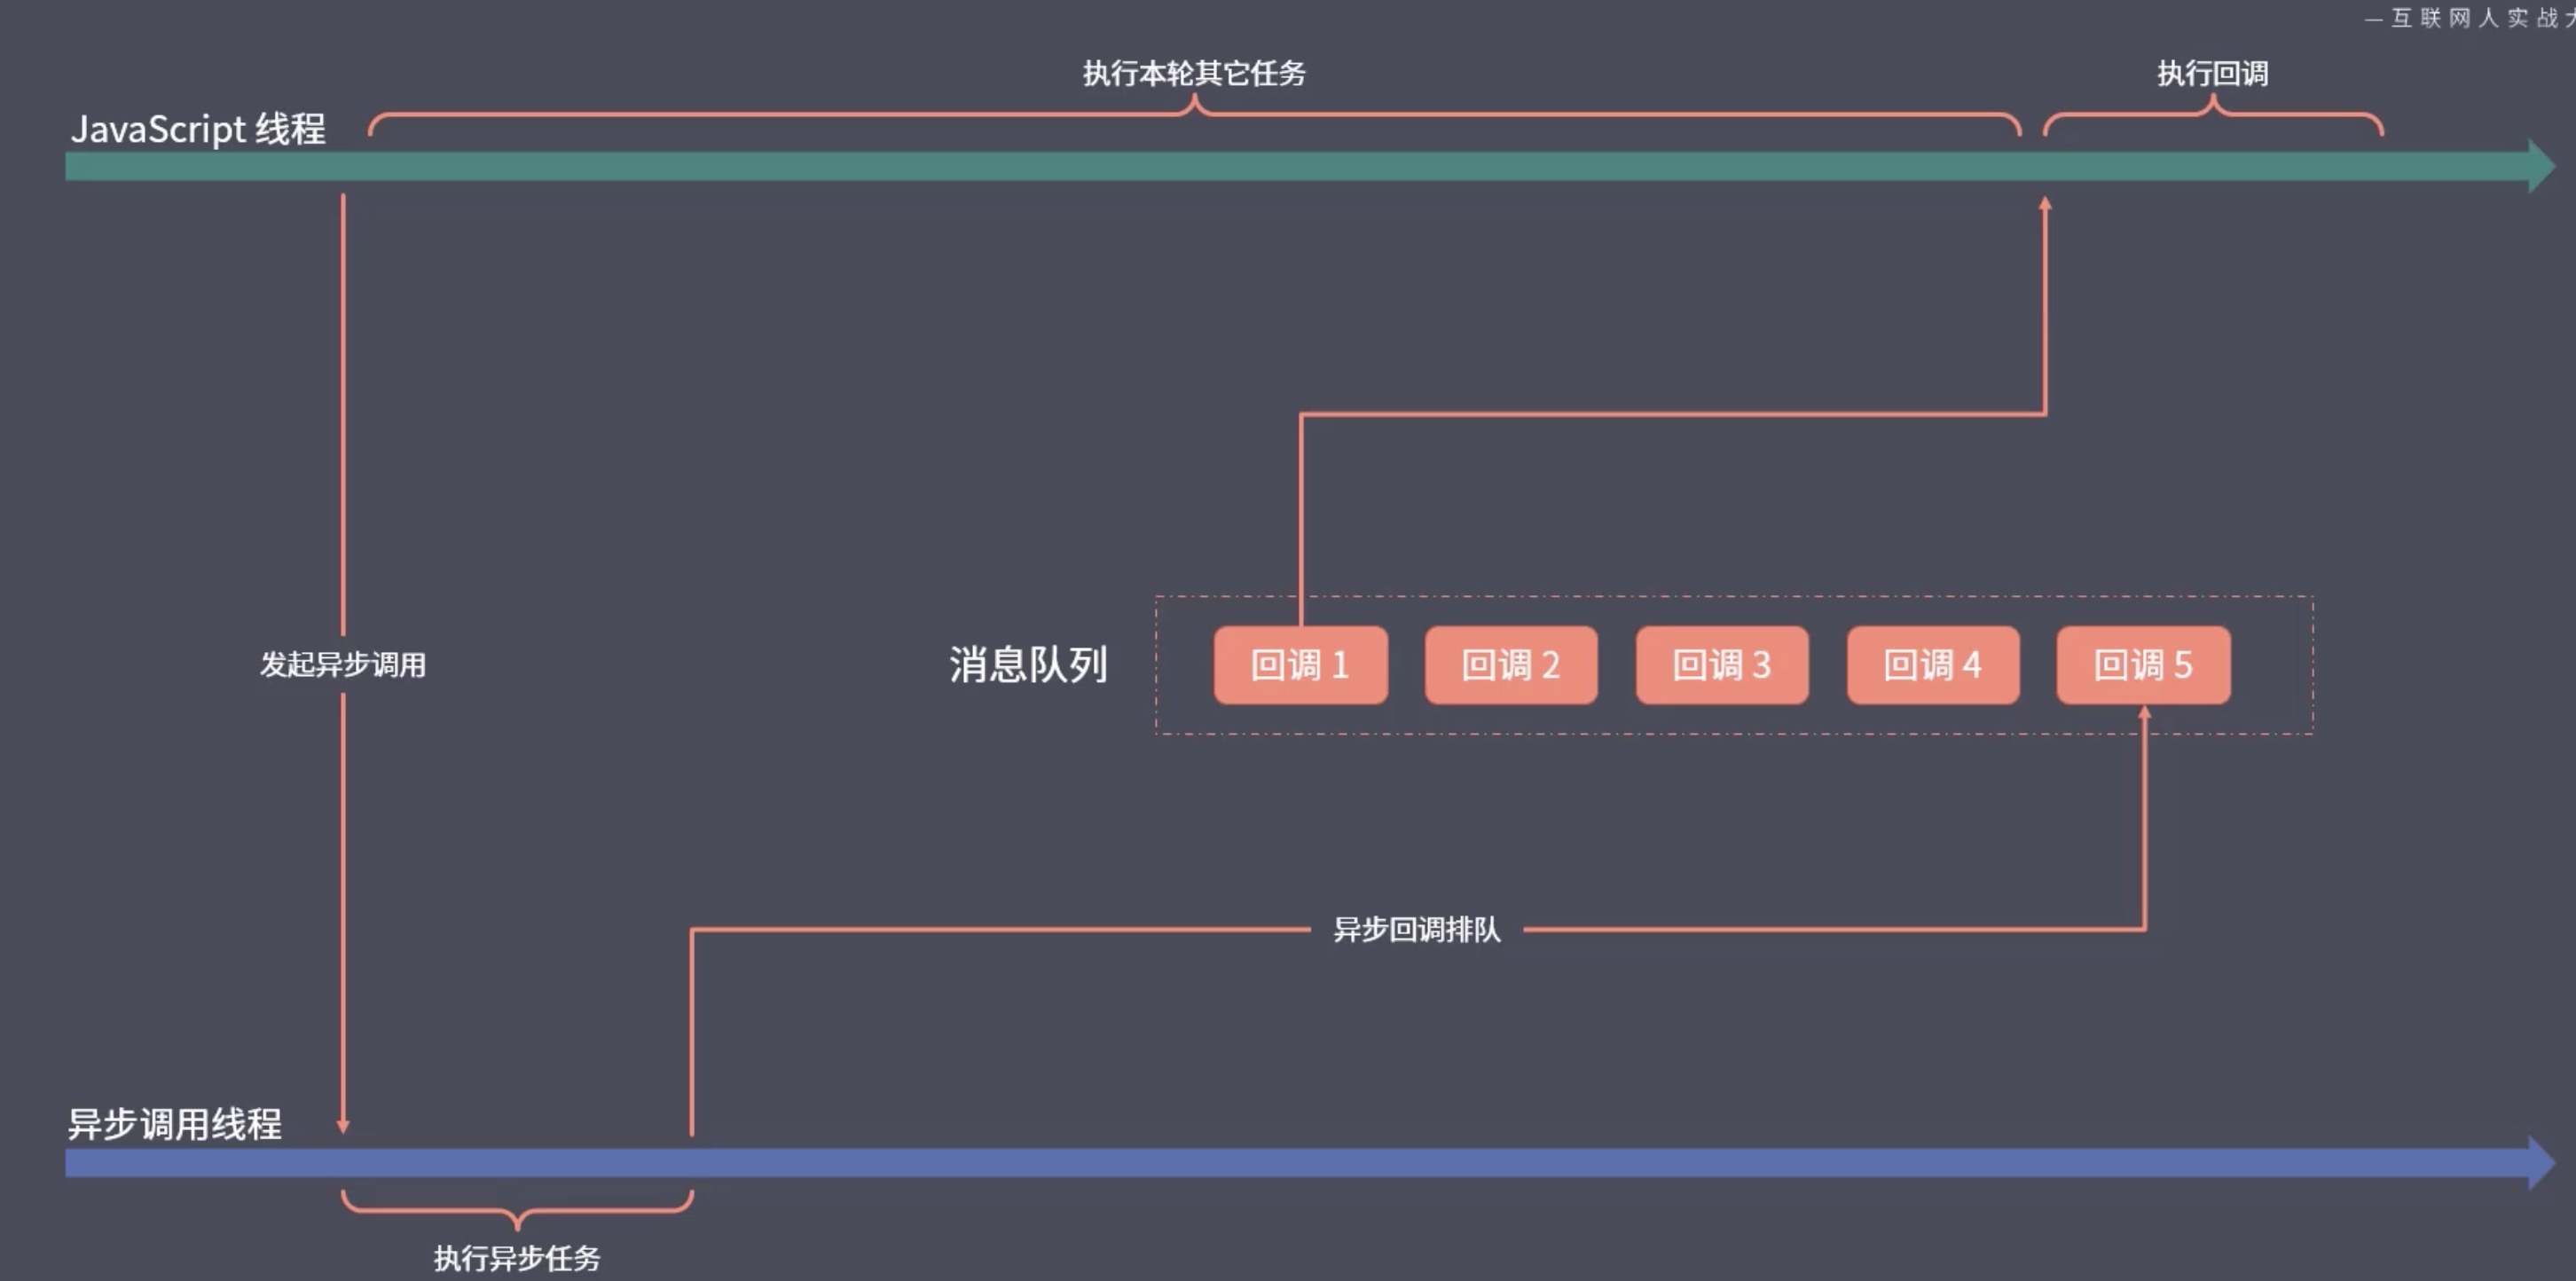 —互联网人实战
执行本轮其它任务
执行回调
JavaScript 线程
发起异步调用
消息队列
回调 1
回调 2
回调 3
回调 4
回调 5
异步回调排队
异步调用线程
执行异步任务